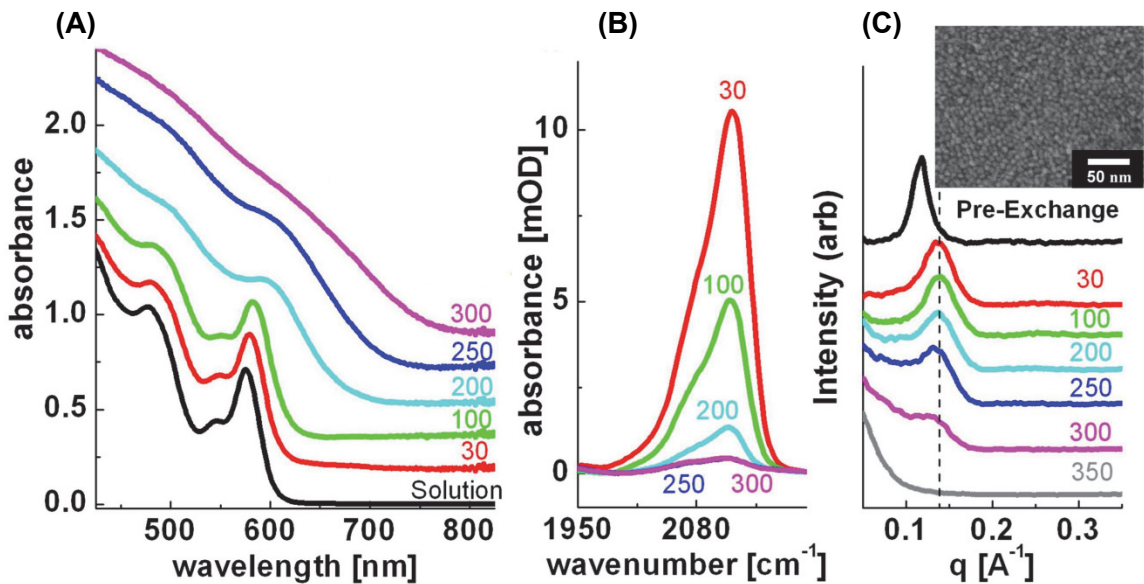 (A)
absorbance
2.0
1.5
1.0
0.5
0.0
300
250
200
100
30
Solution
500 600 700 800
wavelength [nm]
(B)
absorbance [mOD]
10
5
0
30
100
200
250 300
1950 2080
wavenumber [cm⁻¹]
(C)
Intensity (arb)
50 nm
Pre-Exchange
30
100
200
250
300
350
0.1 0.2 0.3
q [A⁻¹]